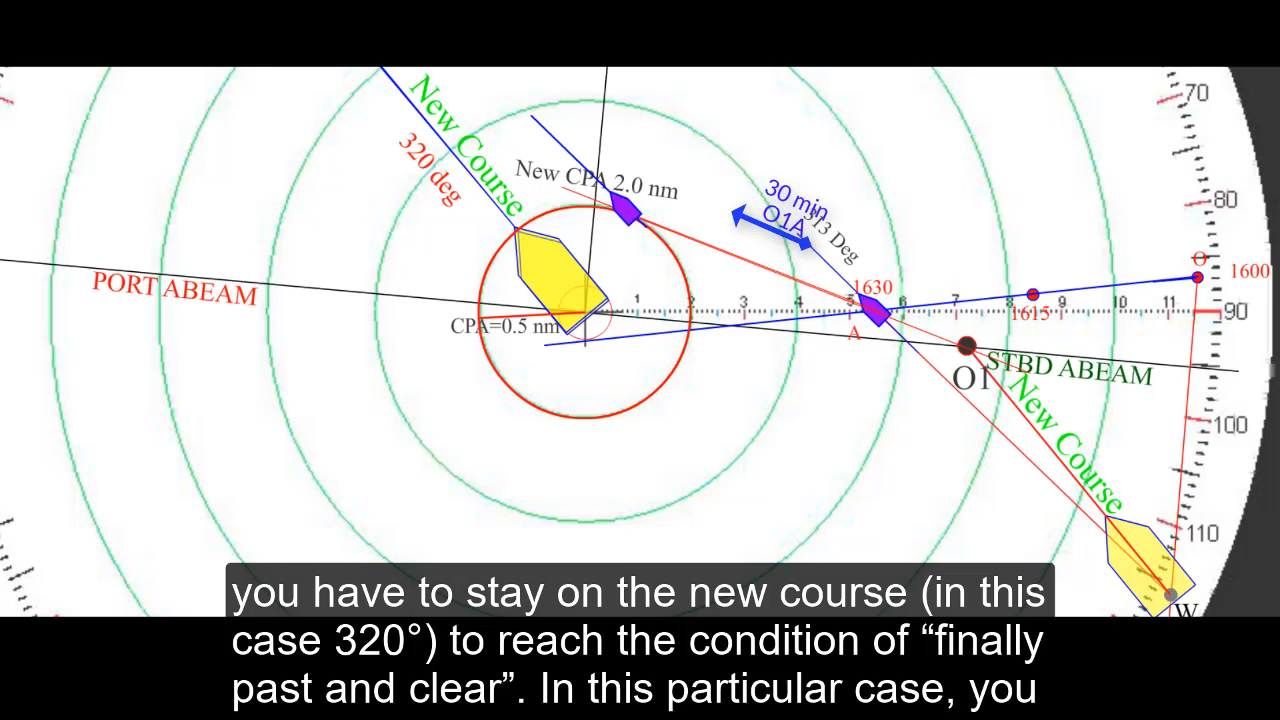 70
80
New Course
320 deg
New CPA 2.0 nm
30 min
O1A
313 Deg
O
1600
PORT ABEAM
1630
1 2 3 4 5 6 7 8 9 10 11
90
1615
CPA=0.5 nm
A
O1
STBD ABEAM
New Course
100
110
W
you have to stay on the new course (in this
case 320°) to reach the condition of “finally
past and clear”. In this particular case, you